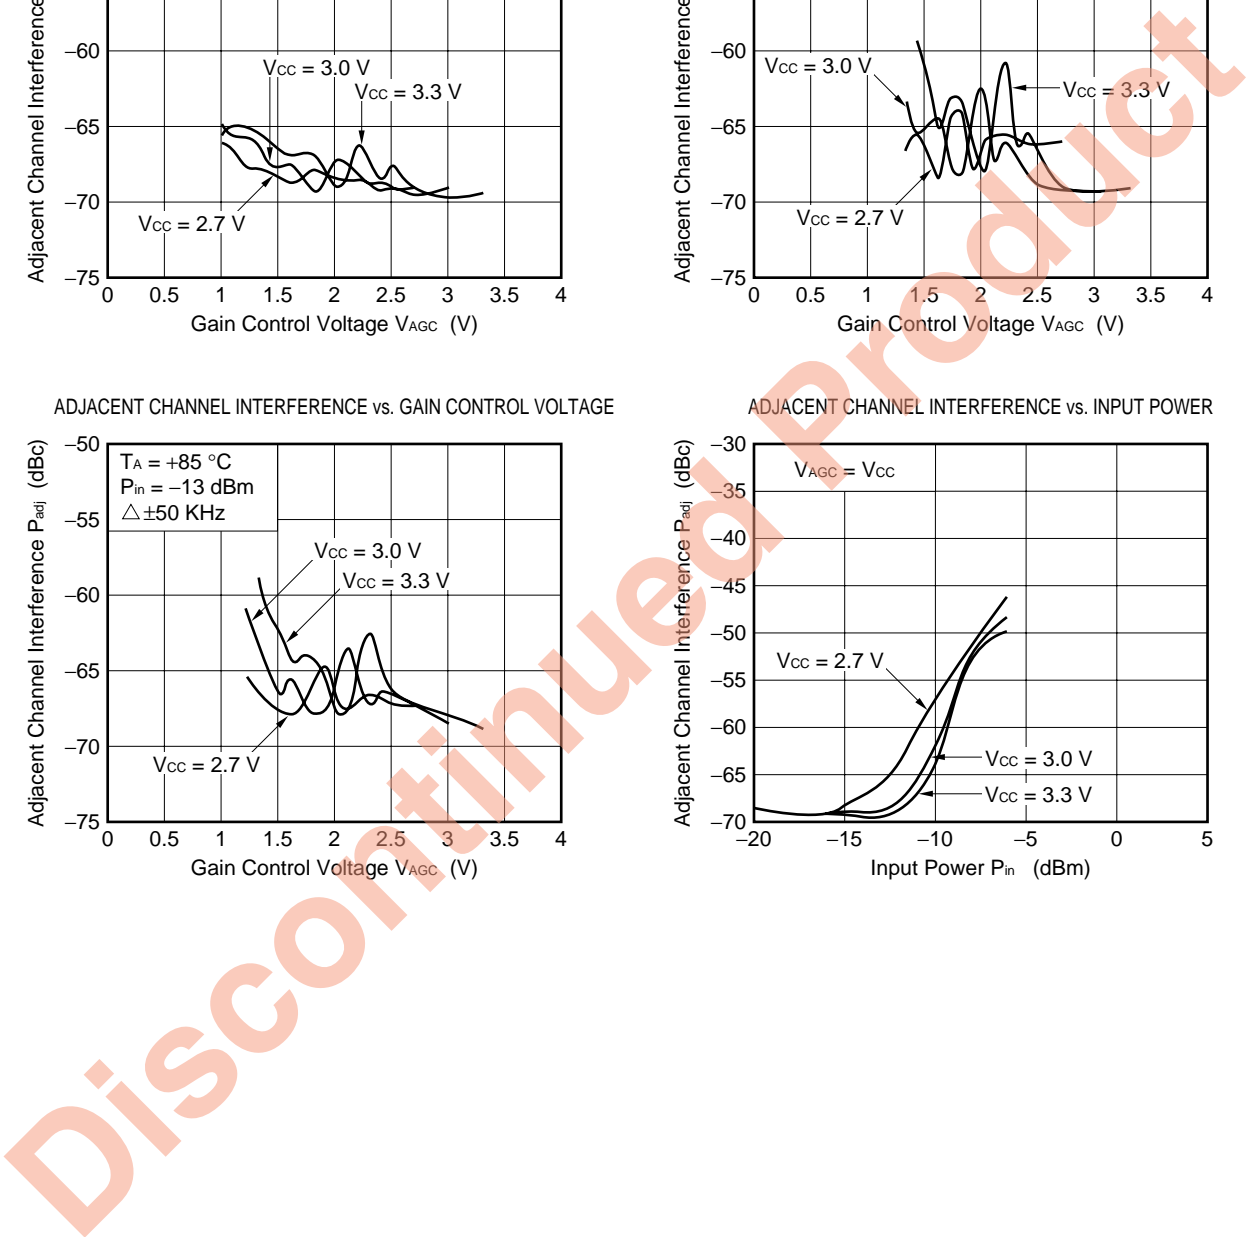 Adjacent Channel Interference
–60
–65
–70
–75
VCC = 3.0 V
VCC = 3.3 V
VCC = 2.7 V
0 0.5 1 1.5 2 2.5 3 3.5 4
Gain Control Voltage VAGC (V)
Adjacent Channel Interference
–60
–65
–70
–75
VCC = 3.0 V
VCC = 3.3 V
VCC = 2.7 V
0 0.5 1 1.5 2 2.5 3 3.5 4
Gain Control Voltage VAGC (V)
ADJACENT CHANNEL INTERFERENCE vs. GAIN CONTROL VOLTAGE
Adjacent Channel Interference Padj (dBc)
–50
–55
–60
–65
–70
–75
TA = +85 °C
Pin = –13 dBm
△±50 KHz
VCC = 3.0 V
VCC = 3.3 V
VCC = 2.7 V
0 0.5 1 1.5 2 2.5 3 3.5 4
Gain Control Voltage VAGC (V)
ADJACENT CHANNEL INTERFERENCE vs. INPUT POWER
Adjacent Channel Interference Padj (dBc)
–30
–35
–40
–45
–50
–55
–60
–65
–70
VAGC = VCC
VCC = 2.7 V
VCC = 3.0 V
VCC = 3.3 V
–20 –15 –10 –5 0 5
Input Power Pin (dBm)
Discontinued Product